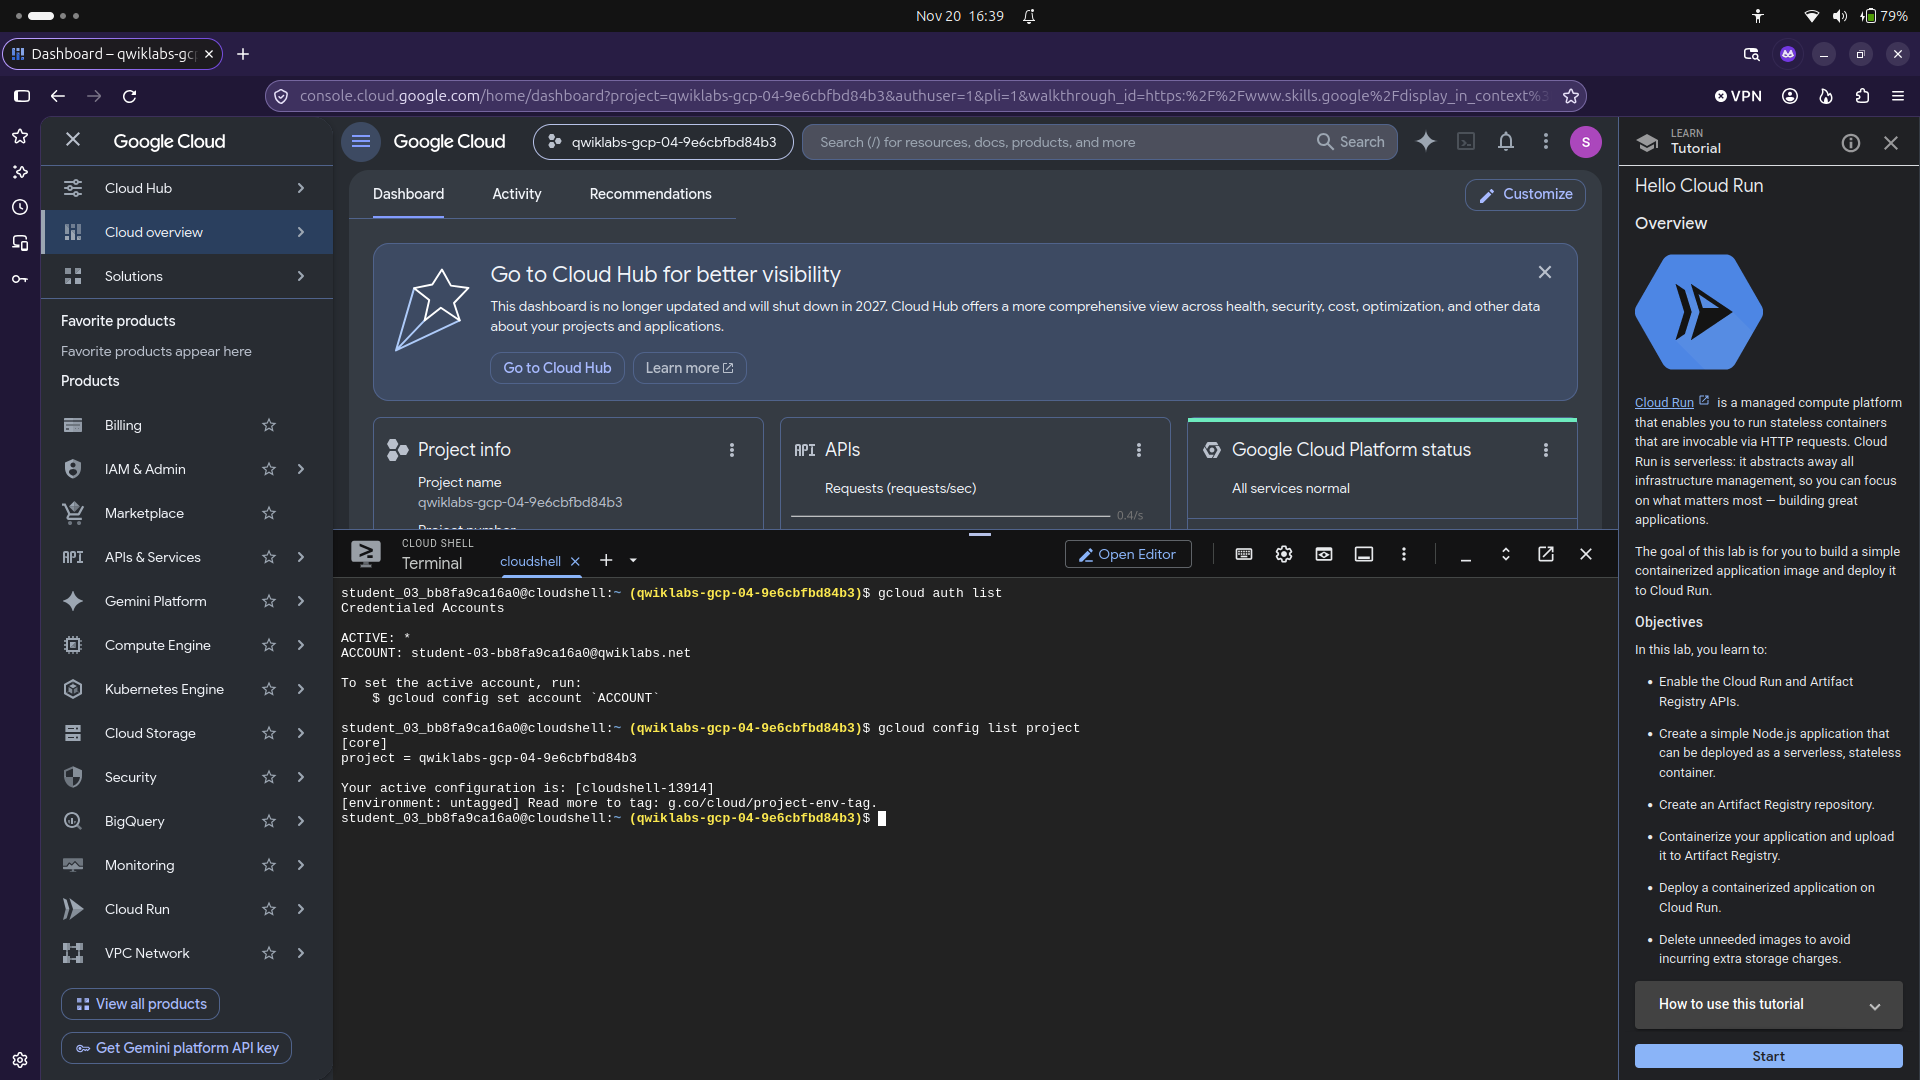 Nov 20 16:39
79%
Dashboard – qwiklabs-gc
console.cloud.google.com/home/dashboard?project=qwiklabs-gcp-04-9e6cbfbd84b3&authuser=1&pli=1&walkthrough_id=https:%2F%2Fwww.skills.google%2Fdisplay_in_context%3
VPN
Google Cloud
Cloud Hub
Cloud overview
Solutions
Favorite products
Favorite products appear here
Products
Billing
IAM & Admin
Marketplace
API APIs & Services
Gemini Platform
Compute Engine
Kubernetes Engine
Cloud Storage
Security
BigQuery
Monitoring
Cloud Run
VPC Network
View all products
Get Gemini platform API key
Google Cloud
qwiklabs-gcp-04-9e6cbfbd84b3
Search (/) for resources, docs, products, and more
Search
S
Dashboard
Activity
Recommendations
Customize
Go to Cloud Hub for better visibility
This dashboard is no longer updated and will shut down in 2027. Cloud Hub offers a more comprehensive view across health, security, cost, optimization, and other data
about your projects and applications.
Go to Cloud Hub
Learn more
Project info
Project name
qwiklabs-gcp-04-9e6cbfbd84b3
Project number
API APIs
Requests (requests/sec)
0.4/s
Google Cloud Platform status
All services normal
CLOUD SHELL
Terminal
cloudshell
Open Editor
student_03_bb8fa9ca16a0@cloudshell:~ (qwiklabs-gcp-04-9e6cbfbd84b3)$ gcloud auth list
Credentialed Accounts
ACTIVE: *
ACCOUNT: student-03-bb8fa9ca16a0@qwiklabs.net
To set the active account, run:
$ gcloud config set account `ACCOUNT`
student_03_bb8fa9ca16a0@cloudshell:~ (qwiklabs-gcp-04-9e6cbfbd84b3)$ gcloud config list project
[core]
project = qwiklabs-gcp-04-9e6cbfbd84b3
Your active configuration is: [cloudshell-13914]
[environment: untagged] Read more to tag: g.co/cloud/project-env-tag.
student_03_bb8fa9ca16a0@cloudshell:~ (qwiklabs-gcp-04-9e6cbfbd84b3)$
LEARN
Tutorial
Hello Cloud Run
Overview
Cloud Run is a managed compute platform
that enables you to run stateless containers
that are invocable via HTTP requests. Cloud
Run is serverless: it abstracts away all
infrastructure management, so you can focus
on what matters most — building great
applications.
The goal of this lab is for you to build a simple
containerized application image and deploy it
to Cloud Run.
Objectives
In this lab, you learn to:
• Enable the Cloud Run and Artifact
Registry APIs.
• Create a simple Node.js application that
can be deployed as a serverless, stateless
container.
• Create an Artifact Registry repository.
• Containerize your application and upload
it to Artifact Registry.
• Deploy a containerized application on
Cloud Run.
• Delete unneeded images to avoid
incurring extra storage charges.
How to use this tutorial
Start